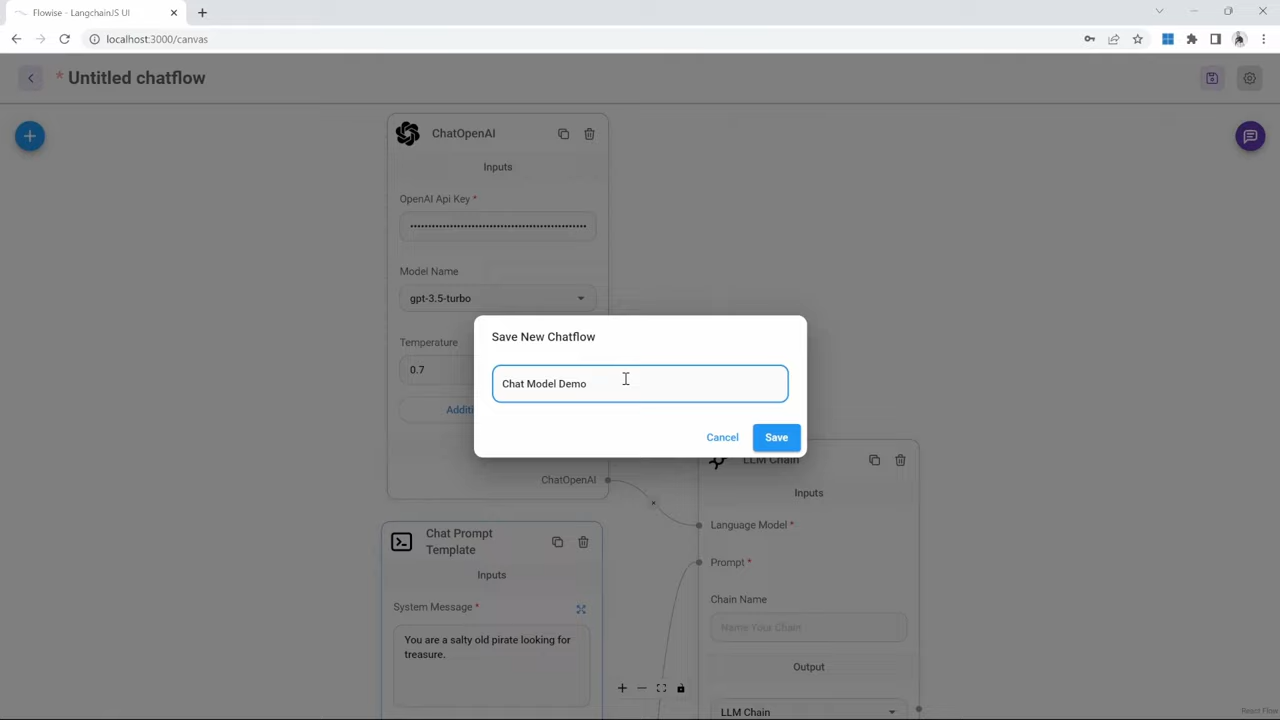 Flowise - LangchainJS UI
localhost:3000/canvas
* Untitled chatflow
ChatOpenAI
Inputs
OpenAI Api Key *
Model Name
gpt-3.5-turbo
Temperature
0.7
Additi
ChatOpenAI
Save New Chatflow
Chat Model Demo
Cancel
Save
Chat Prompt
Template
Inputs
System Message *
You are a salty old pirate looking for
treasure.
LLM Chain
Inputs
Language Model *
Prompt *
Chain Name
Name Your Chain
Output
LLM Chain
React Flow